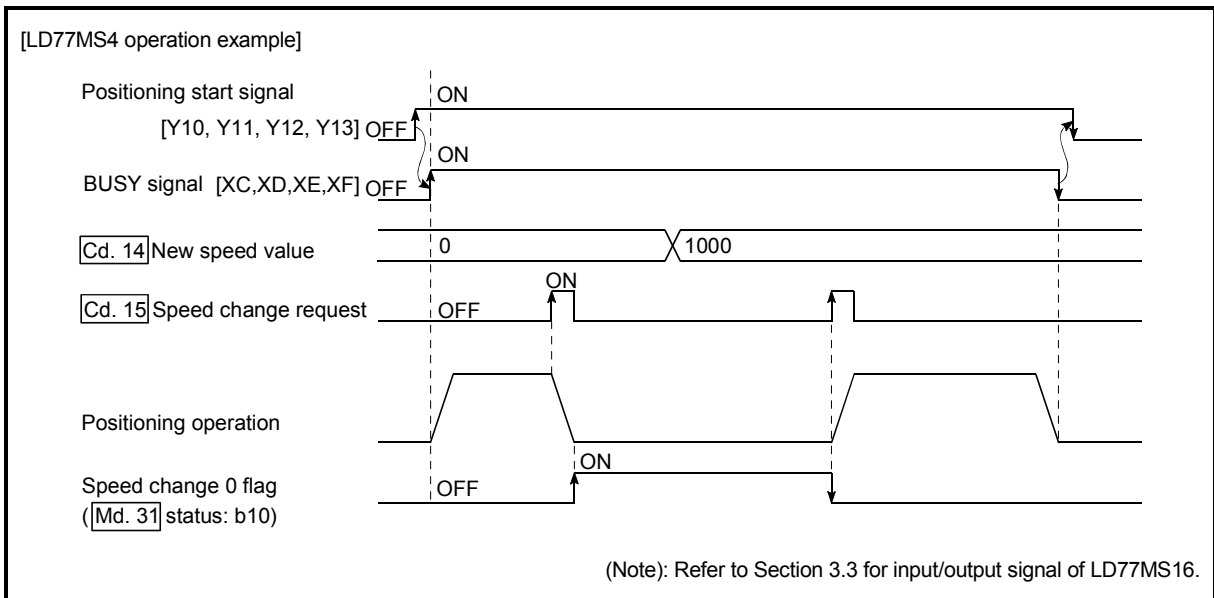 [LD77MS4 operation example]
Positioning start signal
[Y10, Y11, Y12, Y13] OFF
ON
BUSY signal [XC,XD,XE,XF] OFF
ON
Cd. 14 New speed value
0
1000
Cd. 15 Speed change request
OFF
ON
Positioning operation
Speed change 0 flag
( Md. 31 status: b10)
OFF
ON
(Note): Refer to Section 3.3 for input/output signal of LD77MS16.